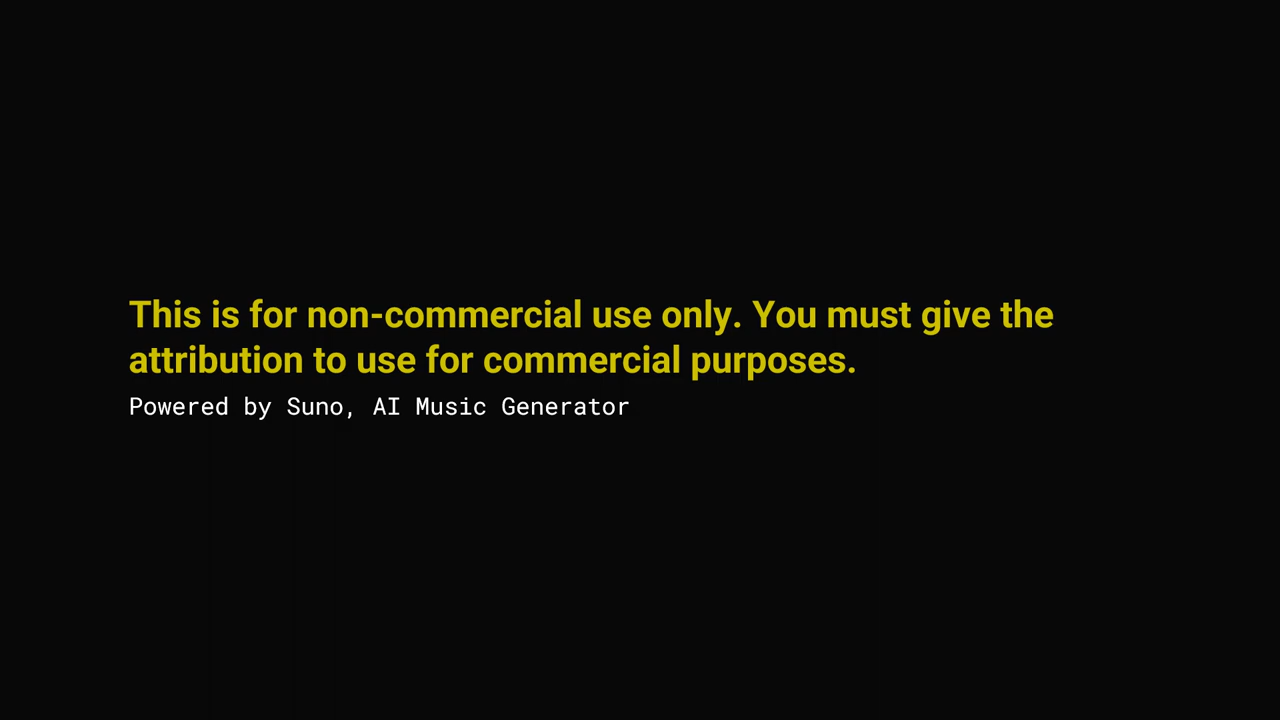 This is for non-commercial use only. You must give the
attribution to use for commercial purposes.
Powered by Suno, AI Music Generator